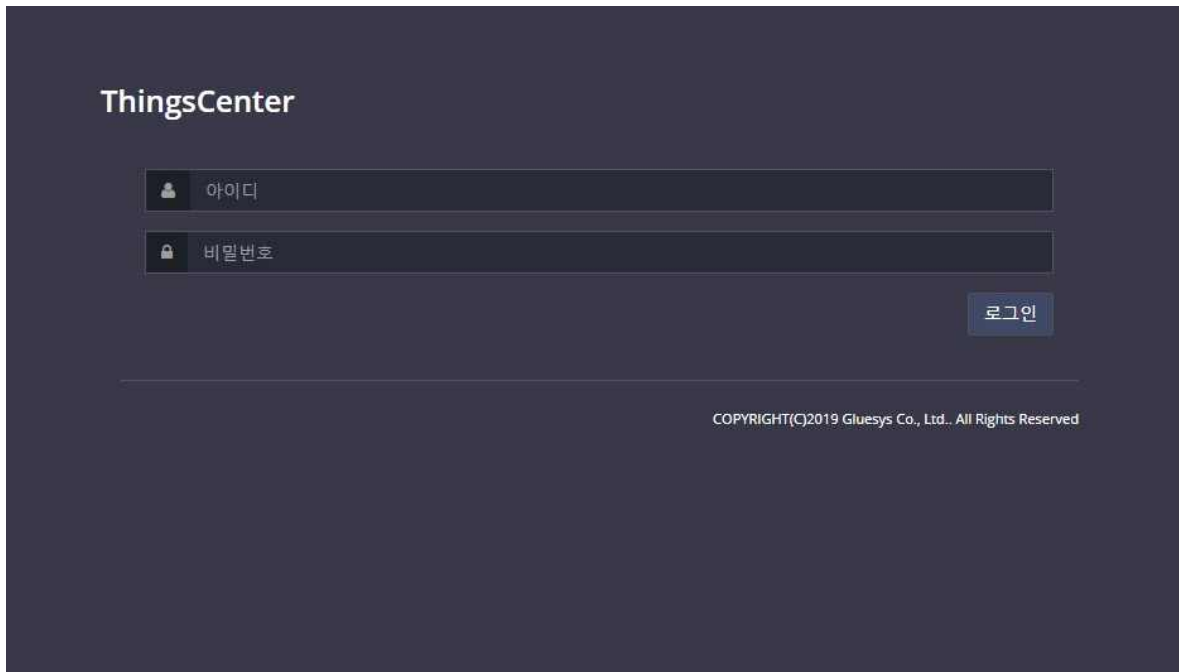 ThingsCenter
아이디
비밀번호
로그인
COPYRIGHT(C)2019 Gluesys Co., Ltd.. All Rights Reserved